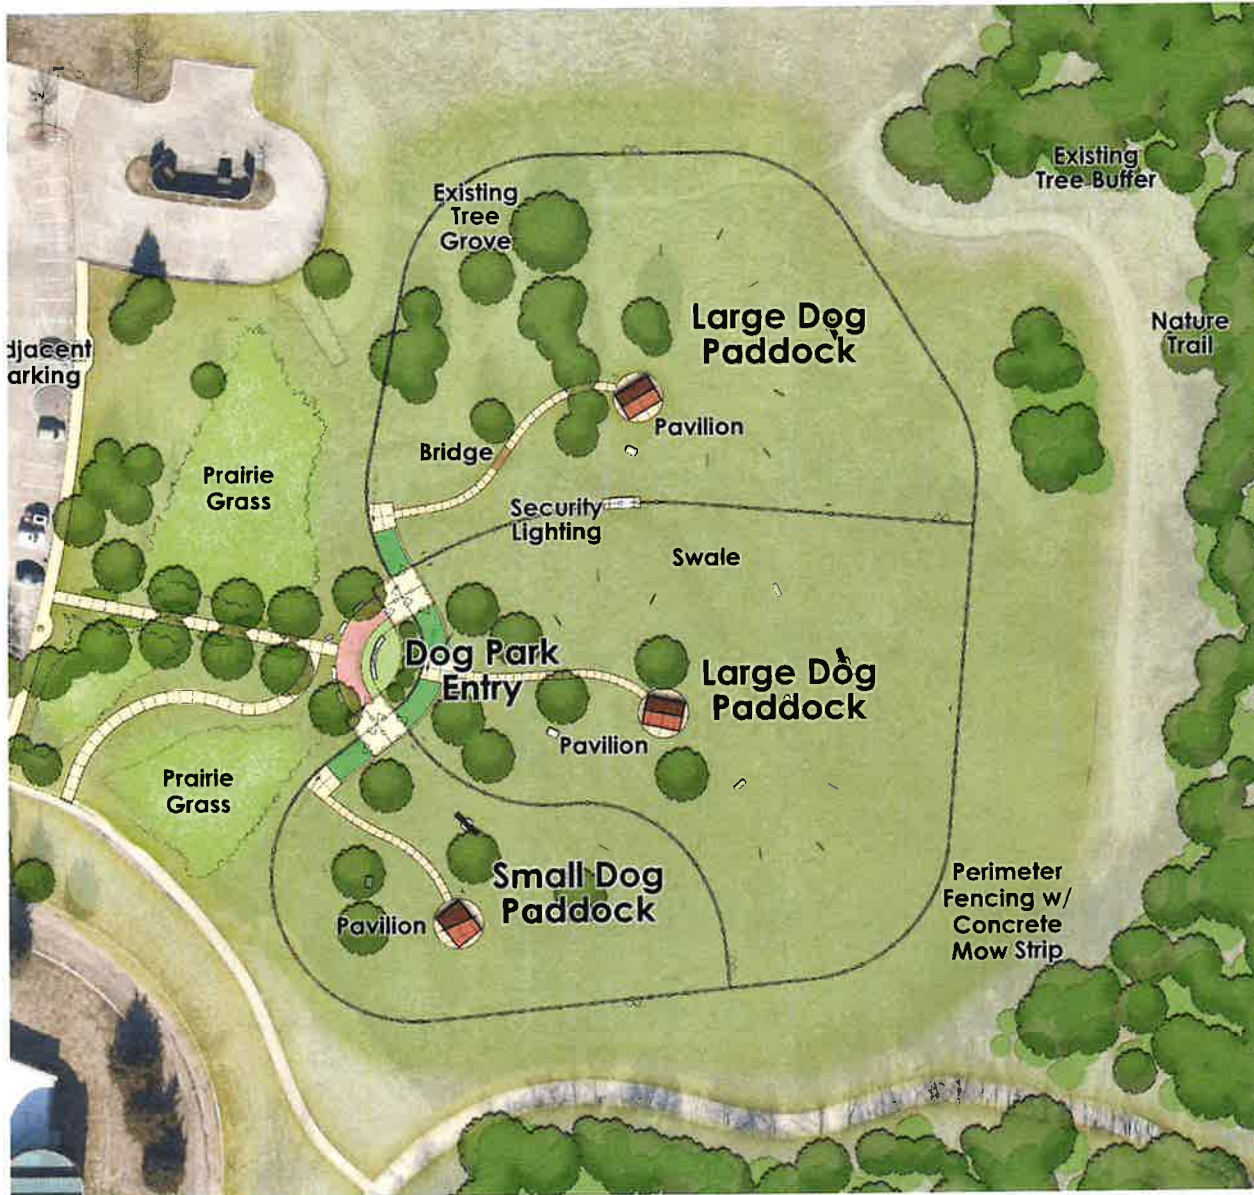 Existing
Tree Buffer
Existing
Tree
Grove
Large Dog
Paddock
Nature
Trail
djacent
arking
Pavilion
Bridge
Prairie
Grass
Security
Lighting
Swale
Dog Park
Entry
Large Dog
Paddock
Pavilion
Prairie
Grass
Small Dog
Paddock
Perimeter
Fencing w/
Concrete
Mow Strip
Pavilion